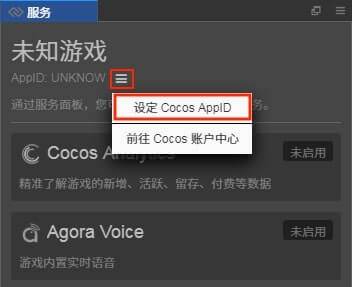 服务
未知游戏
AppID: UNKNOW
设定 Cocos AppID
通过服务面板，您可 务。
前往 Cocos 账户中心
Cocos Analytics
未启用
精准了解游戏的新增、活跃、留存、付费等数据
Agora Voice
未启用
游戏内置实时语音